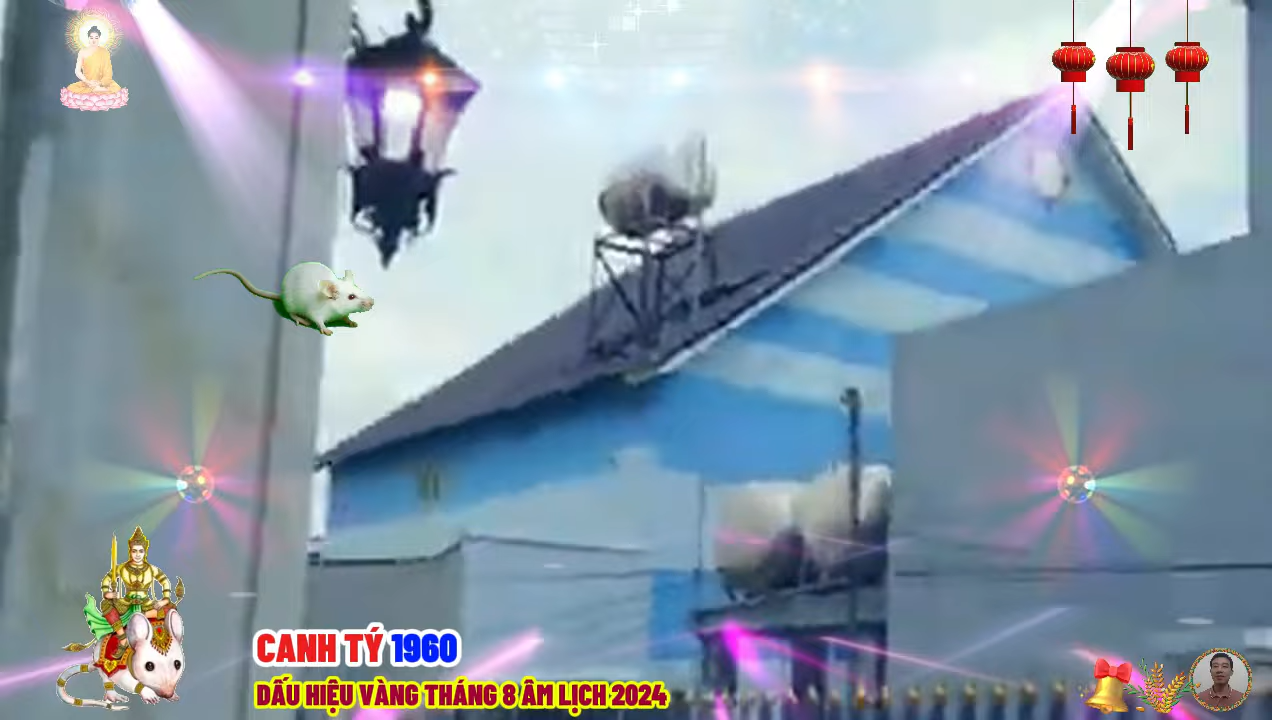 CANH TÝ 1960
DẤU HIỆU VÀNG THÁNG 8 ÂM LỊCH 2024